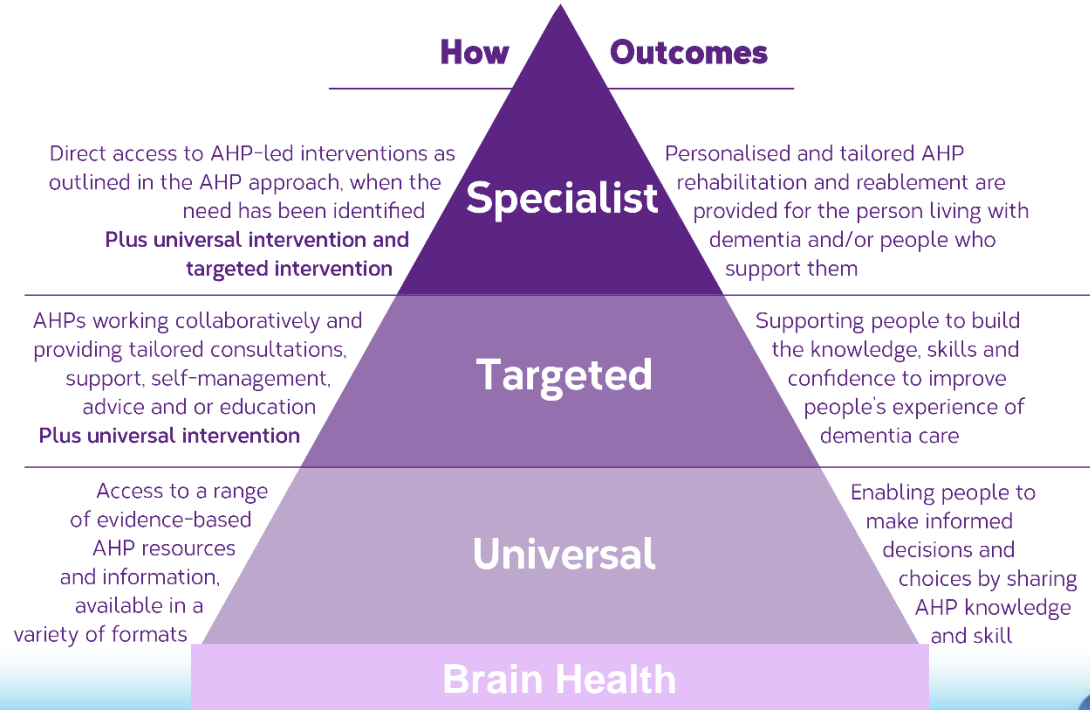 How
Outcomes
Direct access to AHP-led interventions as
outlined in the AHP approach, when the
need has been identified
Plus universal intervention and
targeted intervention
Specialist
Personalised and tailored AHP
rehabilitation and reablement are
provided for the person living with
dementia and/or people who
support them
AHPs working collaboratively and
providing tailored consultations,
support, self-management,
advice and or education
Plus universal intervention
Targeted
Supporting people to build
the knowledge, skills and
confidence to improve
people's experience of
dementia care
Access to a range
of evidence-based
AHP resources
and information,
available in a
variety of formats
Universal
Enabling people to
make informed
decisions and
choices by sharing
AHP knowledge
and skill
Brain Health